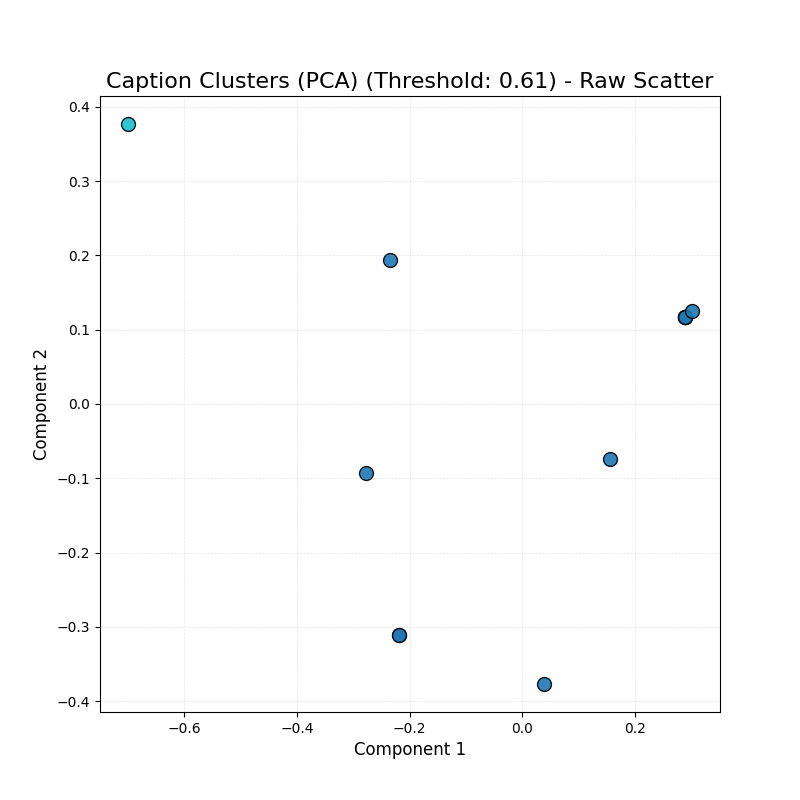 Caption Clusters (PCA) (Threshold: 0.61) - Raw Scatter
0.4
0.3
0.2
0.1
0.0
−0.1
−0.2
−0.3
−0.4
Component 2
−0.6 −0.4 −0.2 0.0 0.2
Component 1